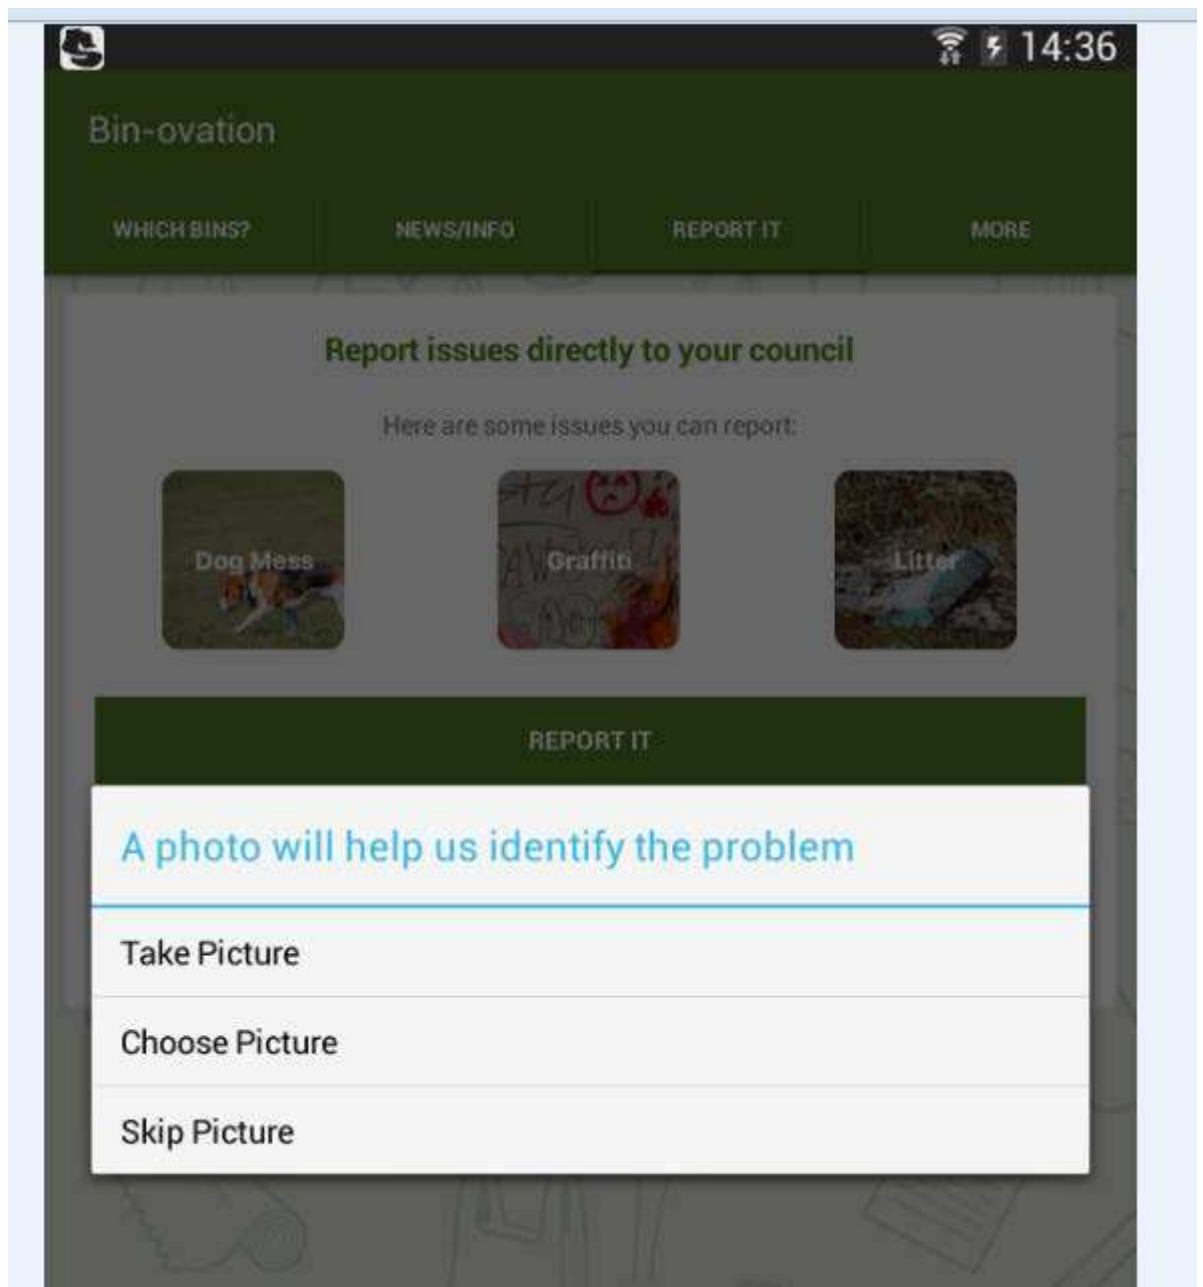 14:36
Bin-ovation
WHICH BINS? NEWS/INFO REPORT IT MORE
Report issues directly to your council
Here are some issues you can report:
Dog Mess Graffiti Litter
REPORT IT
A photo will help us identify the problem
Take Picture
Choose Picture
Skip Picture